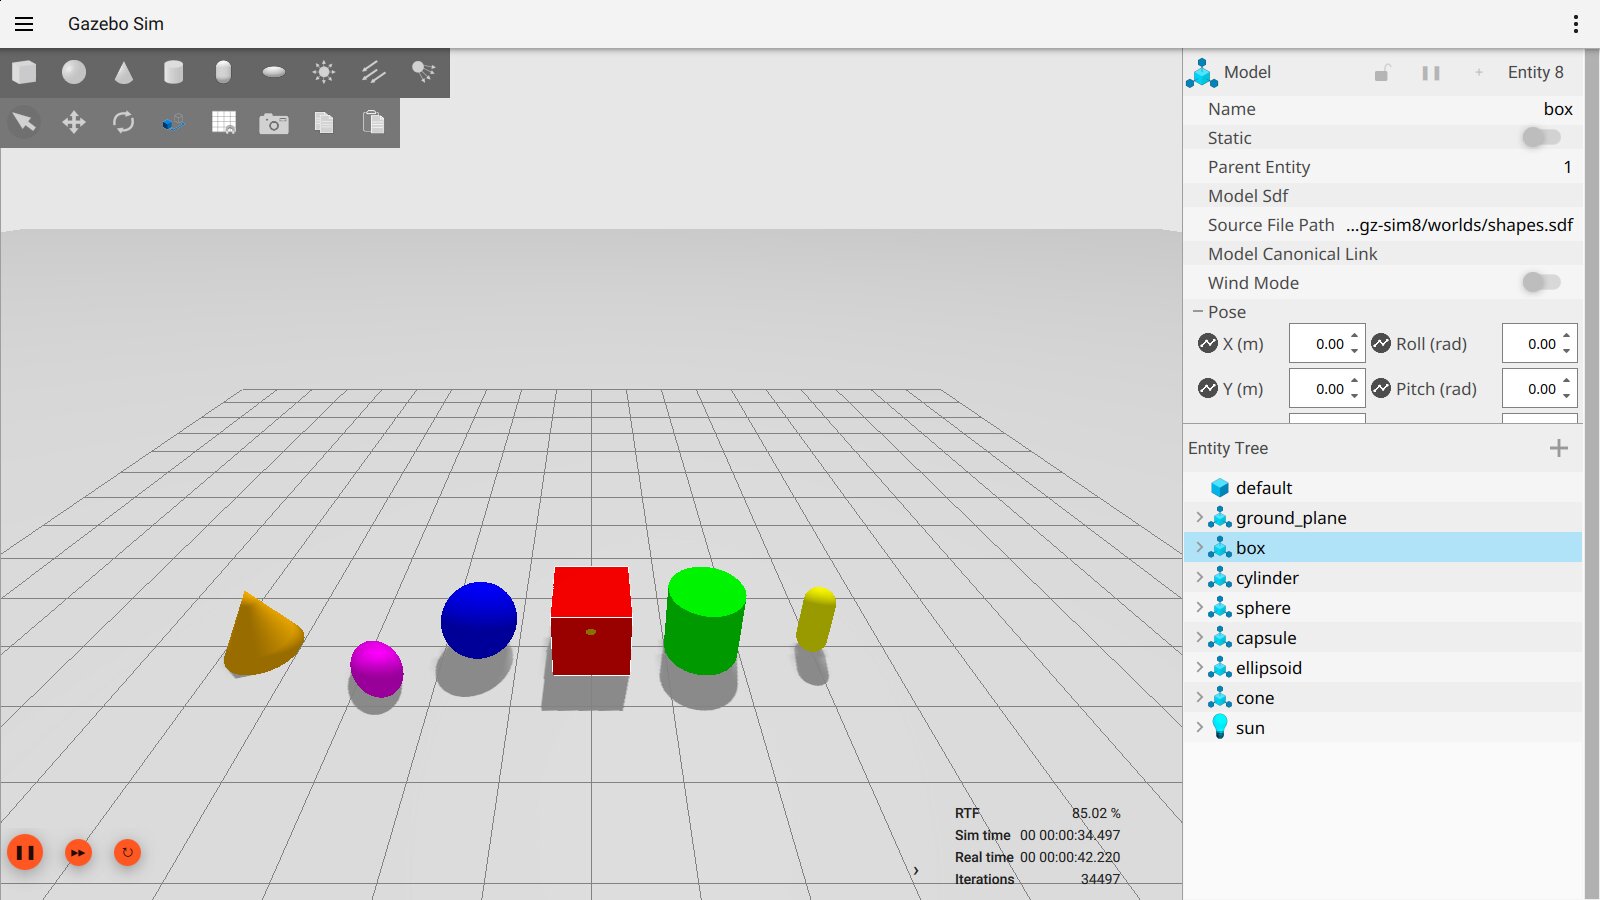 Gazebo Sim
Model
Entity 8
Name box
Static
Parent Entity 1
Model Sdf
Source File Path ...gz-sim8/worlds/shapes.sdf
Model Canonical Link
Wind Mode
Pose
X (m) 0.00 Roll (rad) 0.00
Y (m) 0.00 Pitch (rad) 0.00
Entity Tree
default
ground_plane
box
cylinder
sphere
capsule
ellipsoid
cone
sun
RTF 85.02 %
Sim time 00 00:00:34.497
Real time 00 00:00:42.220
Iterations 34497